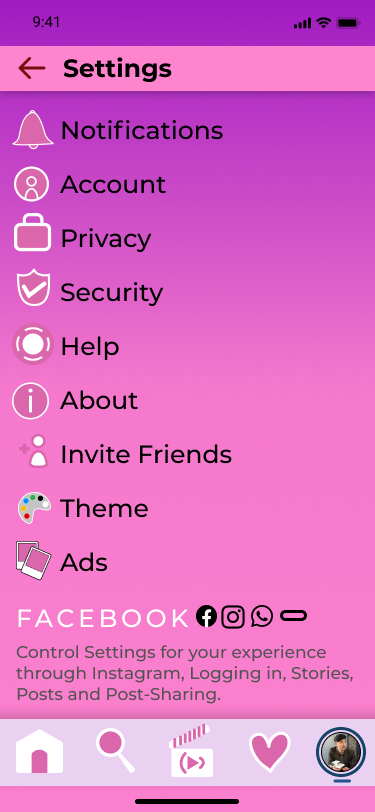 9:41
Settings
Notifications
Account
Privacy
Security
Help
About
Invite Friends
Theme
Ads
FACEBOOK
Control Settings for your experience
through Instagram, Logging in, Stories,
Posts and Post-Sharing.